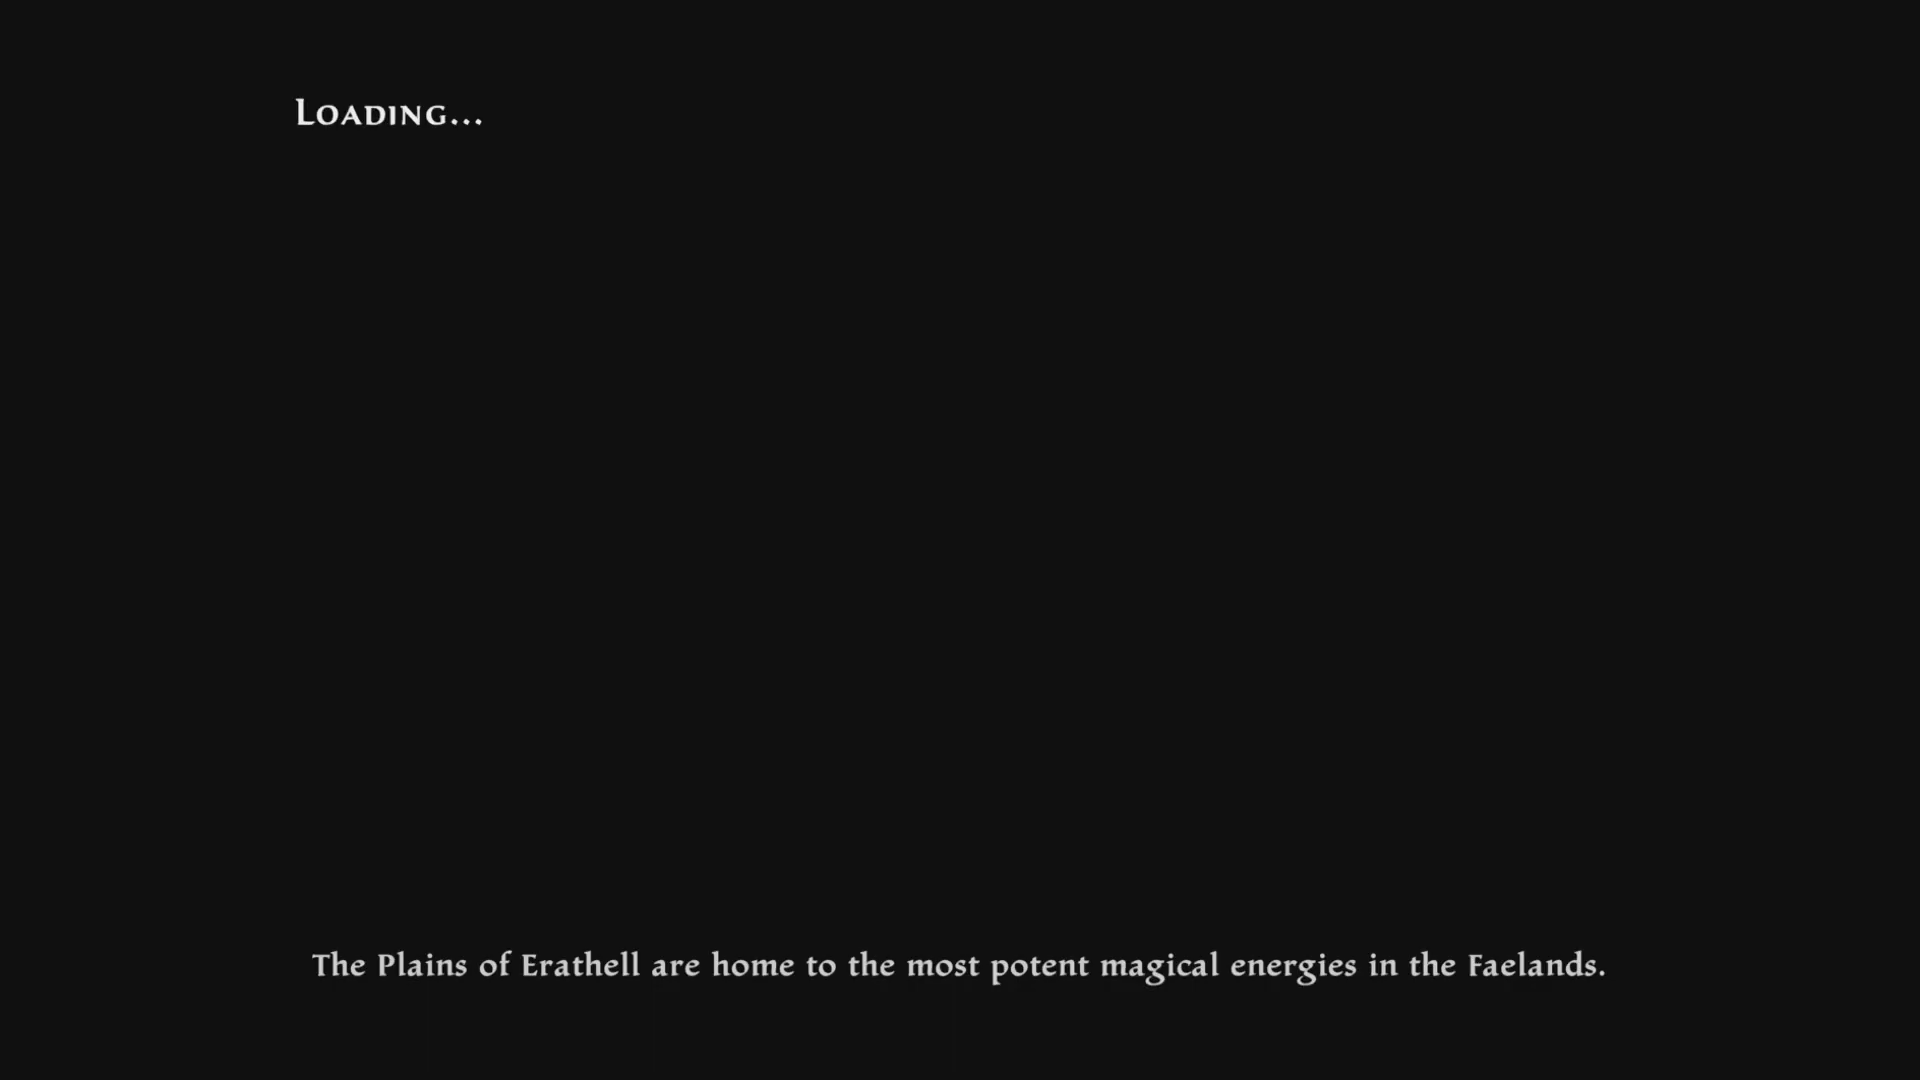 Loading...
The Plains of Erathell are home to the most potent magical energies in the Faelands.